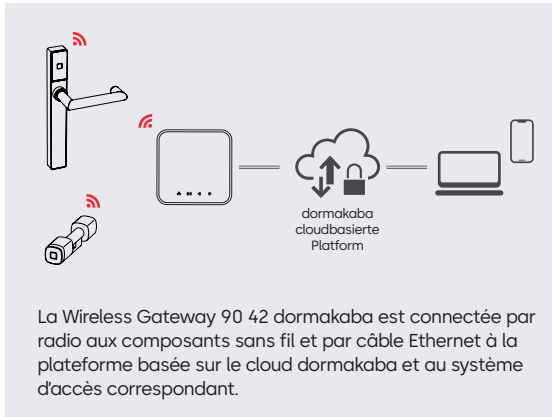 dormakaba
cloudbasierte
Platform
La Wireless Gateway 90 42 dormakaba est connectée par
radio aux composants sans fil et par câble Ethernet à la
plateforme basée sur le cloud dormakaba et au système
d'accès correspondant.